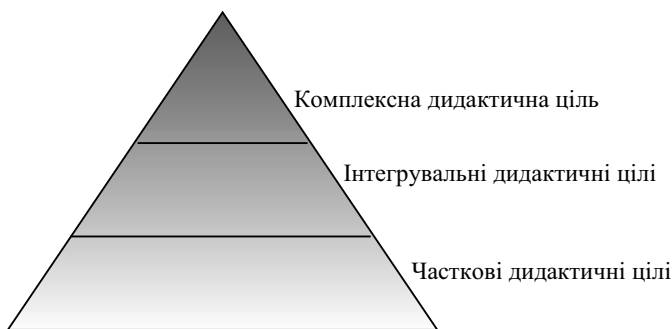 Комплексна дидактична ціль
Інтегрувальні дидактичні цілі
Часткові дидактичні цілі